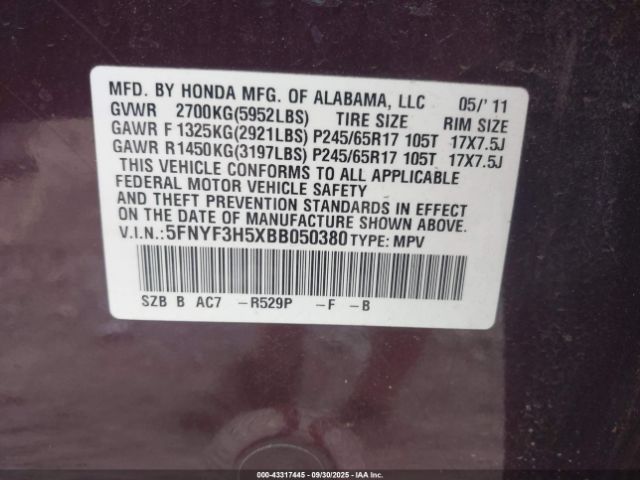 MFD. BY HONDA MFG. OF ALABAMA, LLC 05/'11
GVWR 2700KG(5952LBS) TIRE SIZE RIM SIZE
GAWR F 1325KG(2921LBS) P245/65R17 105T 17X7.5J
GAWR R1450KG(3197LBS) P245/65R17 105T 17X7.5J
THIS VEHICLE CONFORMS TO ALL APPLICABLE
FEDERAL MOTOR VEHICLE SAFETY
AND THEFT PREVENTION STANDARDS IN EFFECT
ON THE DATE OF MANUFACTURE SHOWN ABOVE.
V.I.N.:5FNYF3H5XBB050380 TYPE: MPV
SZB B AC7 -R529P -F -B
000-43317445 - 09/30/2025 - IAA Inc.